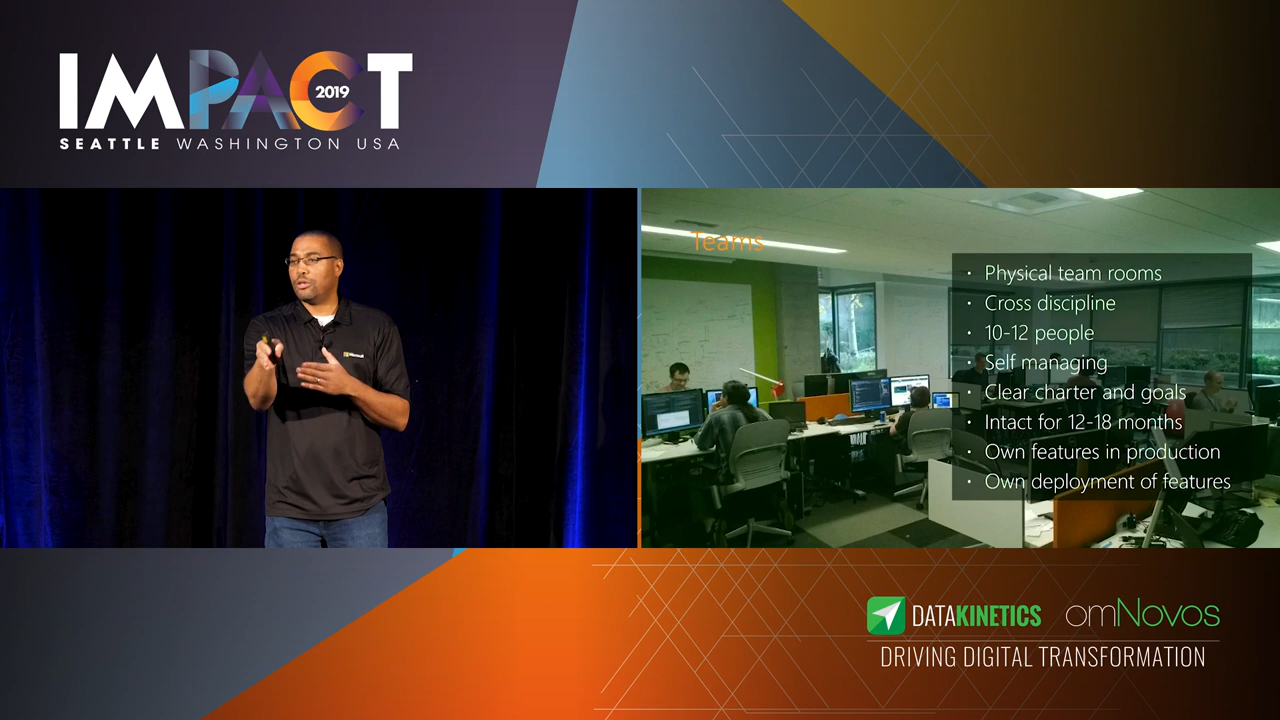 IMPACT
2019
SEATTLE WASHINGTON USA
Teams
• Physical team rooms
• Cross discipline
• 10-12 people
• Self managing
• Clear charter and goals
• Intact for 12-18 months
• Own features in production
• Own deployment of features
Microsoft
DATAKINETICS omNovos
DRIVING DIGITAL TRANSFORMATION